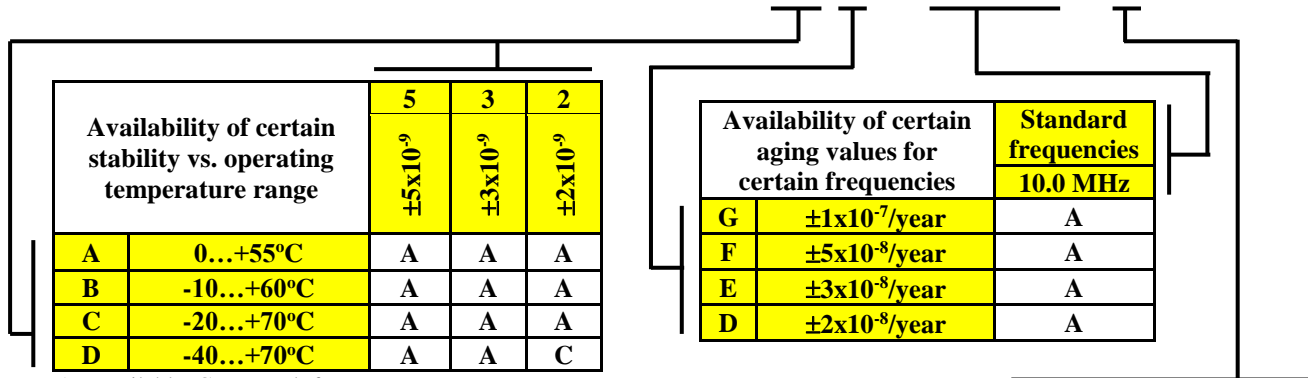 Availability of certain stability vs. operating temperature range
5 3 2
±5x10⁻⁹ ±3x10⁻⁹ ±2x10⁻⁹
A 0…+55ºC A A A
B -10…+60ºC A A A
C -20…+70ºC A A A
D -40…+70ºC A A C
Availability of certain aging values for certain frequencies
Standard frequencies
10.0 MHz
G ±1x10⁻⁷/year A
F ±5x10⁻⁸/year A
E ±3x10⁻⁸/year A
D ±2x10⁻⁸/year A